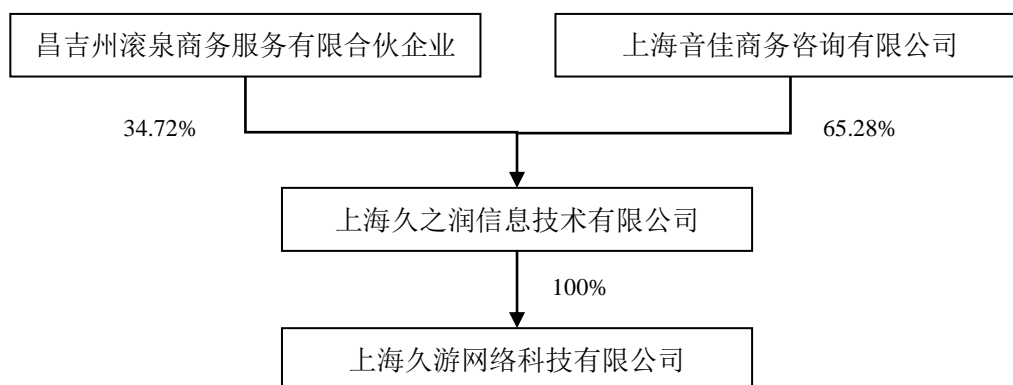 昌吉州滚泉商务服务有限合伙企业
上海音佳商务咨询有限公司
34.72%
65.28%
上海久之润信息技术有限公司
100%
上海久游网络科技有限公司